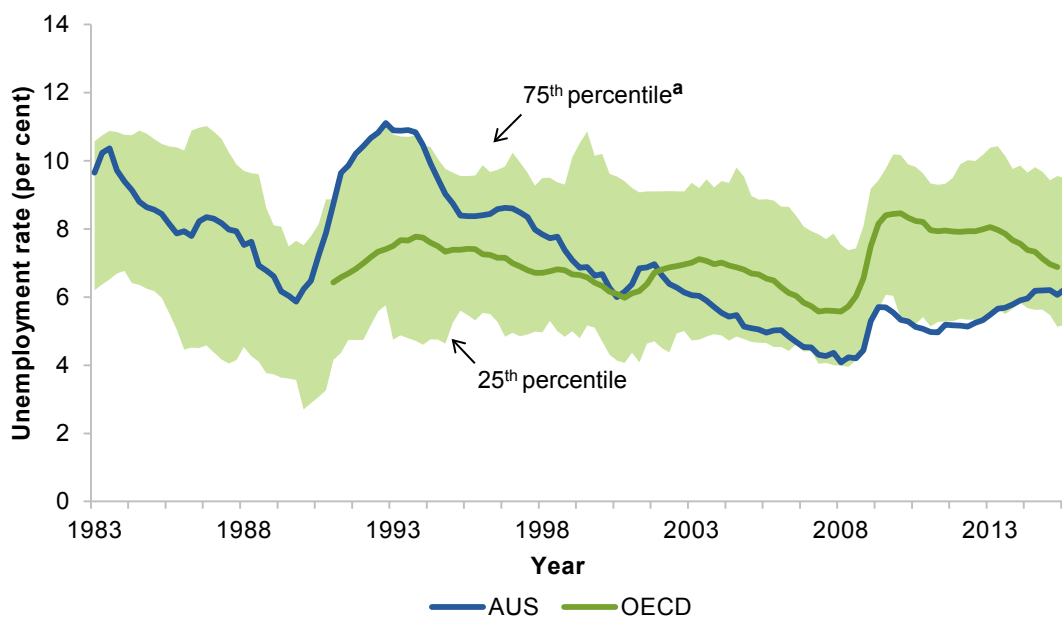 Unemployment rate (per cent)
14
12
10
8
6
4
2
0
75th percentilea
25th percentile
1983 1988 1993 1998 2003 2008 2013
Year
AUS OECD